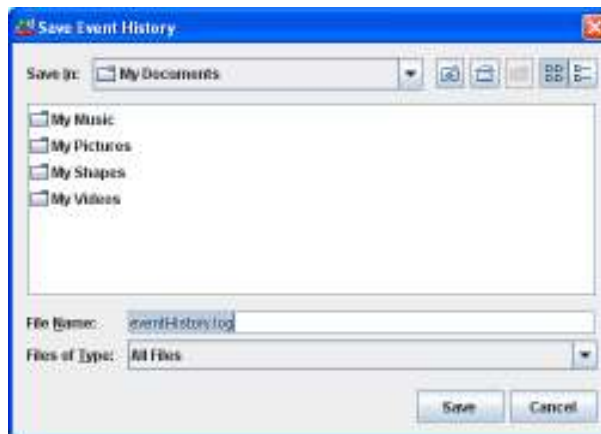 Save Event History
Save In: My Documents
My Music
My Pictures
My Shapes
My Videos
File Name: eventHistory.log
Files of Type: All Files
Save Cancel